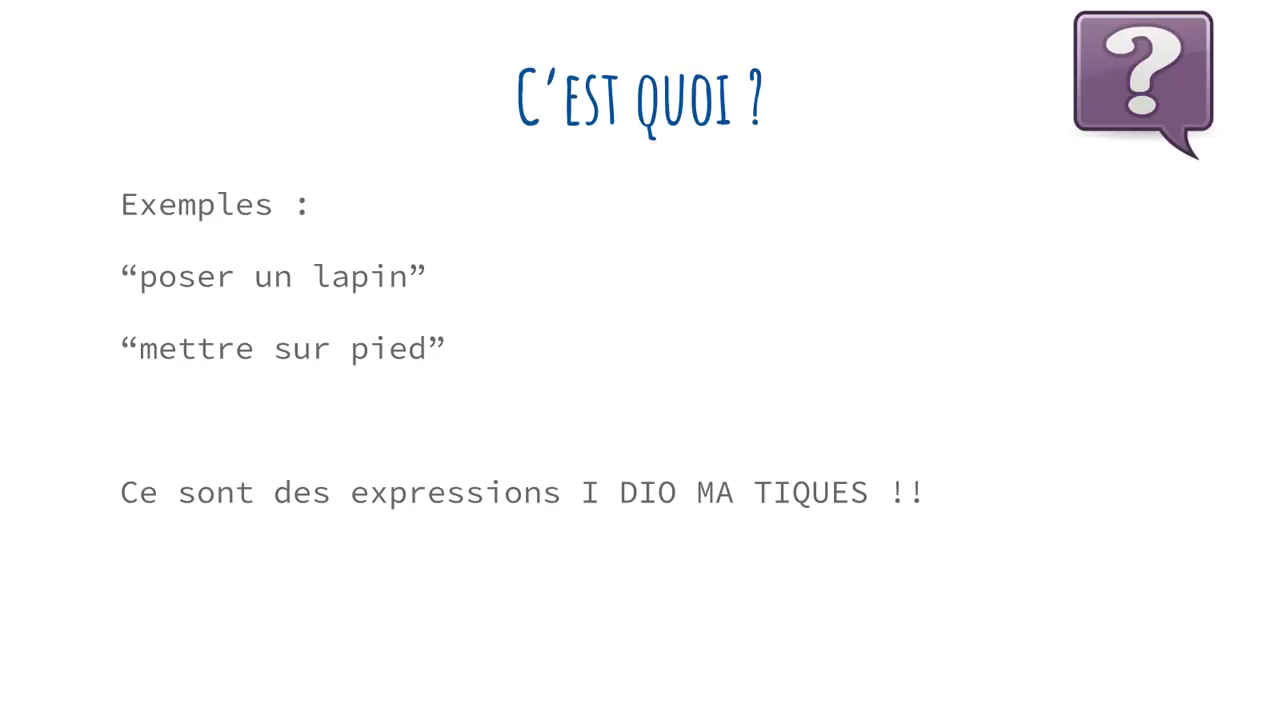 C'EST QUOI ?
Exemples :
“poser un lapin”
“mettre sur pied”
Ce sont des expressions I DIO MA TIQUES !!